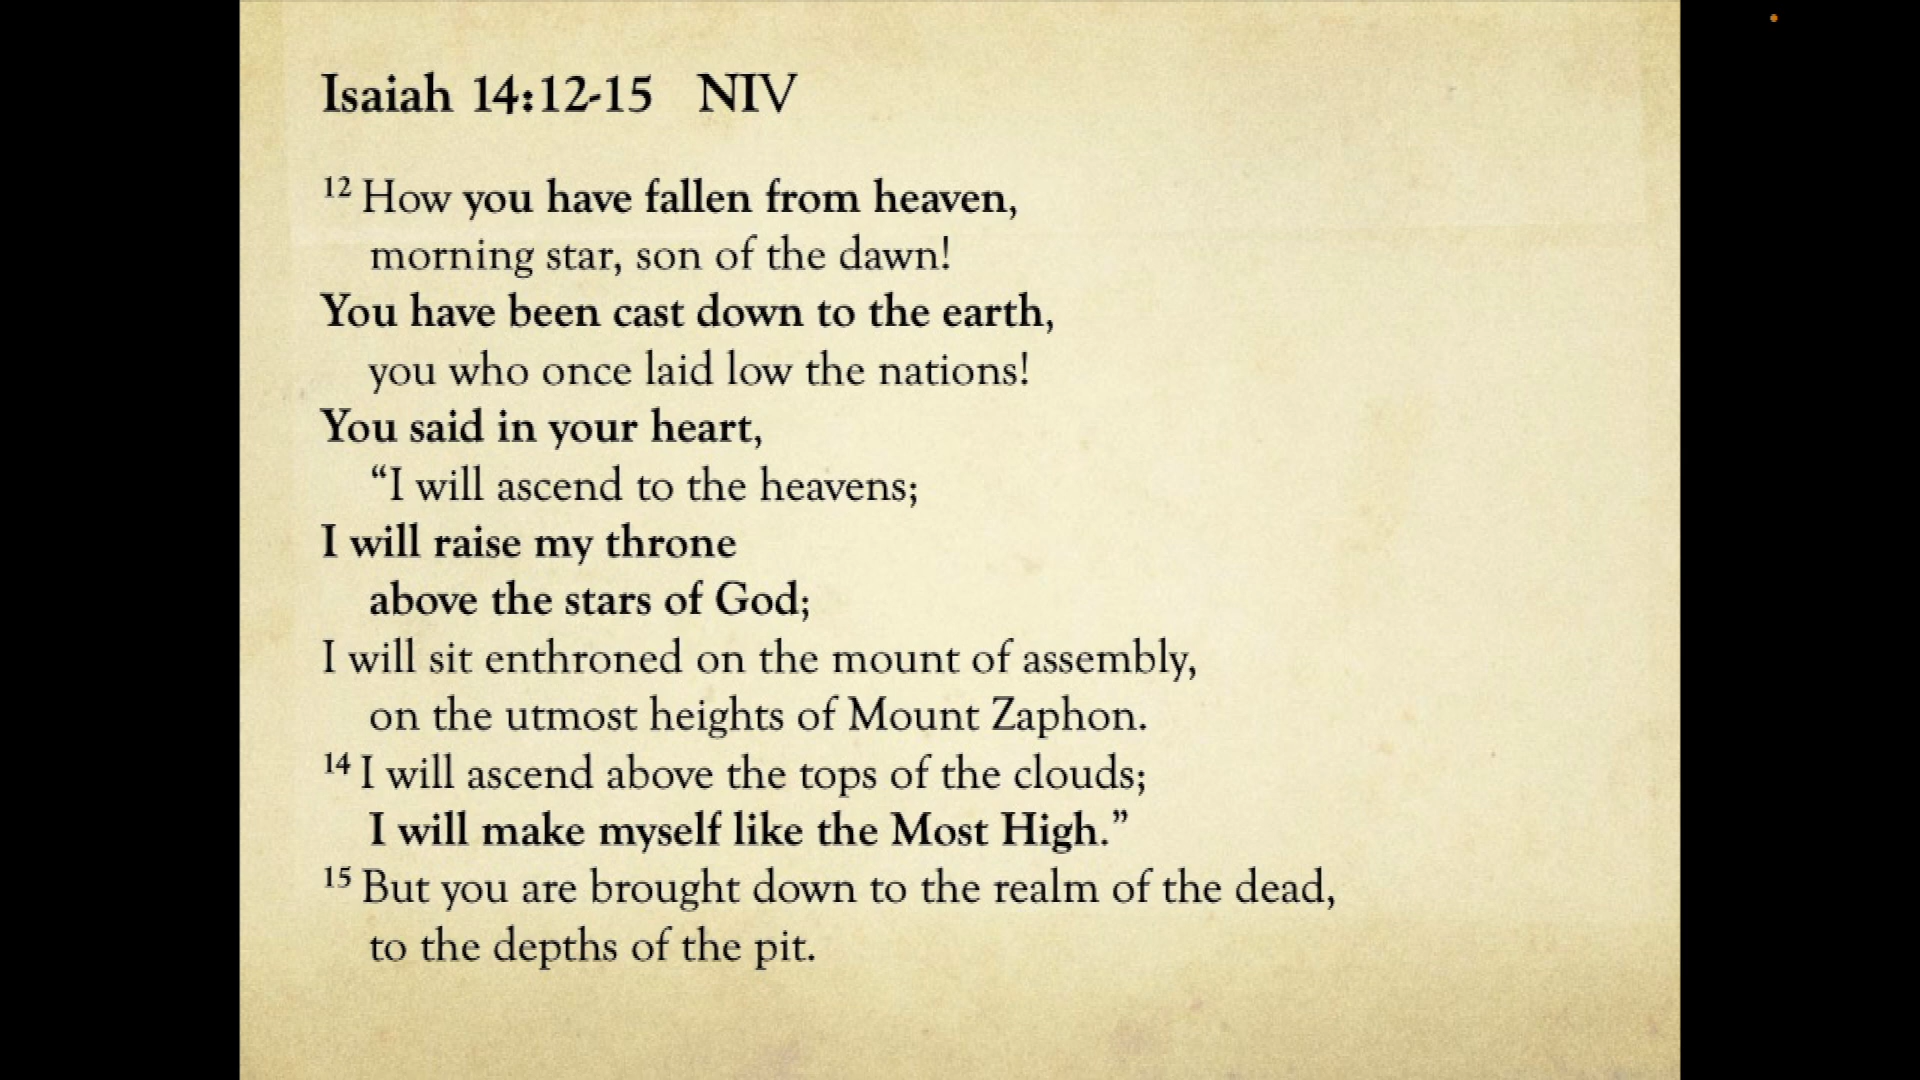 Isaiah 14:12-15 NIV
12 How you have fallen from heaven,
morning star, son of the dawn!
You have been cast down to the earth,
you who once laid low the nations!
You said in your heart,
“I will ascend to the heavens;
I will raise my throne
above the stars of God;
I will sit enthroned on the mount of assembly,
on the utmost heights of Mount Zaphon.
14 I will ascend above the tops of the clouds;
I will make myself like the Most High.”
15 But you are brought down to the realm of the dead,
to the depths of the pit.